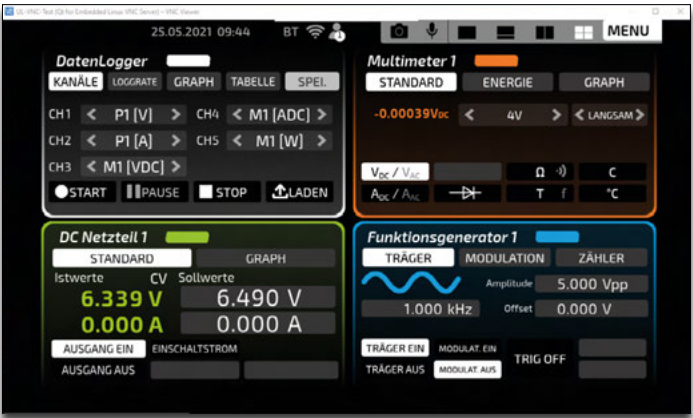 UL-VNC-Test (Qt for Embedded Linux VNC Server) – VNC Viewer
25.05.2021 09:44 BT MENU
DatenLogger
KANÄLE LOGGRATE GRAPH TABELLE SPEI.
CH1 < P1 [V] > CH4 < M1 [ADC] >
CH2 < P1 [A] > CH5 < M1 [W] >
CH3 < M1 [VDC] >
START PAUSE STOP LADEN
Multimeter 1
STANDARD ENERGIE GRAPH
-0.00039VDC < 4V > < LANGSAM >
VDC / VAC Ω C
ADC / AAC T f °C
DC Netzteil 1
STANDARD GRAPH
Istwerte CV Sollwerte
6.339 V 6.490 V
0.000 A 0.000 A
AUSGANG EIN EINSCHALTSTROM
AUSGANG AUS
Funktionsgenerator 1
TRÄGER MODULATION ZÄHLER
Amplitude 5.000 Vpp
1.000 kHz Offset 0.000 V
TRÄGER EIN MODULAT. EIN TRIG OFF
TRÄGER AUS MODULAT. AUS